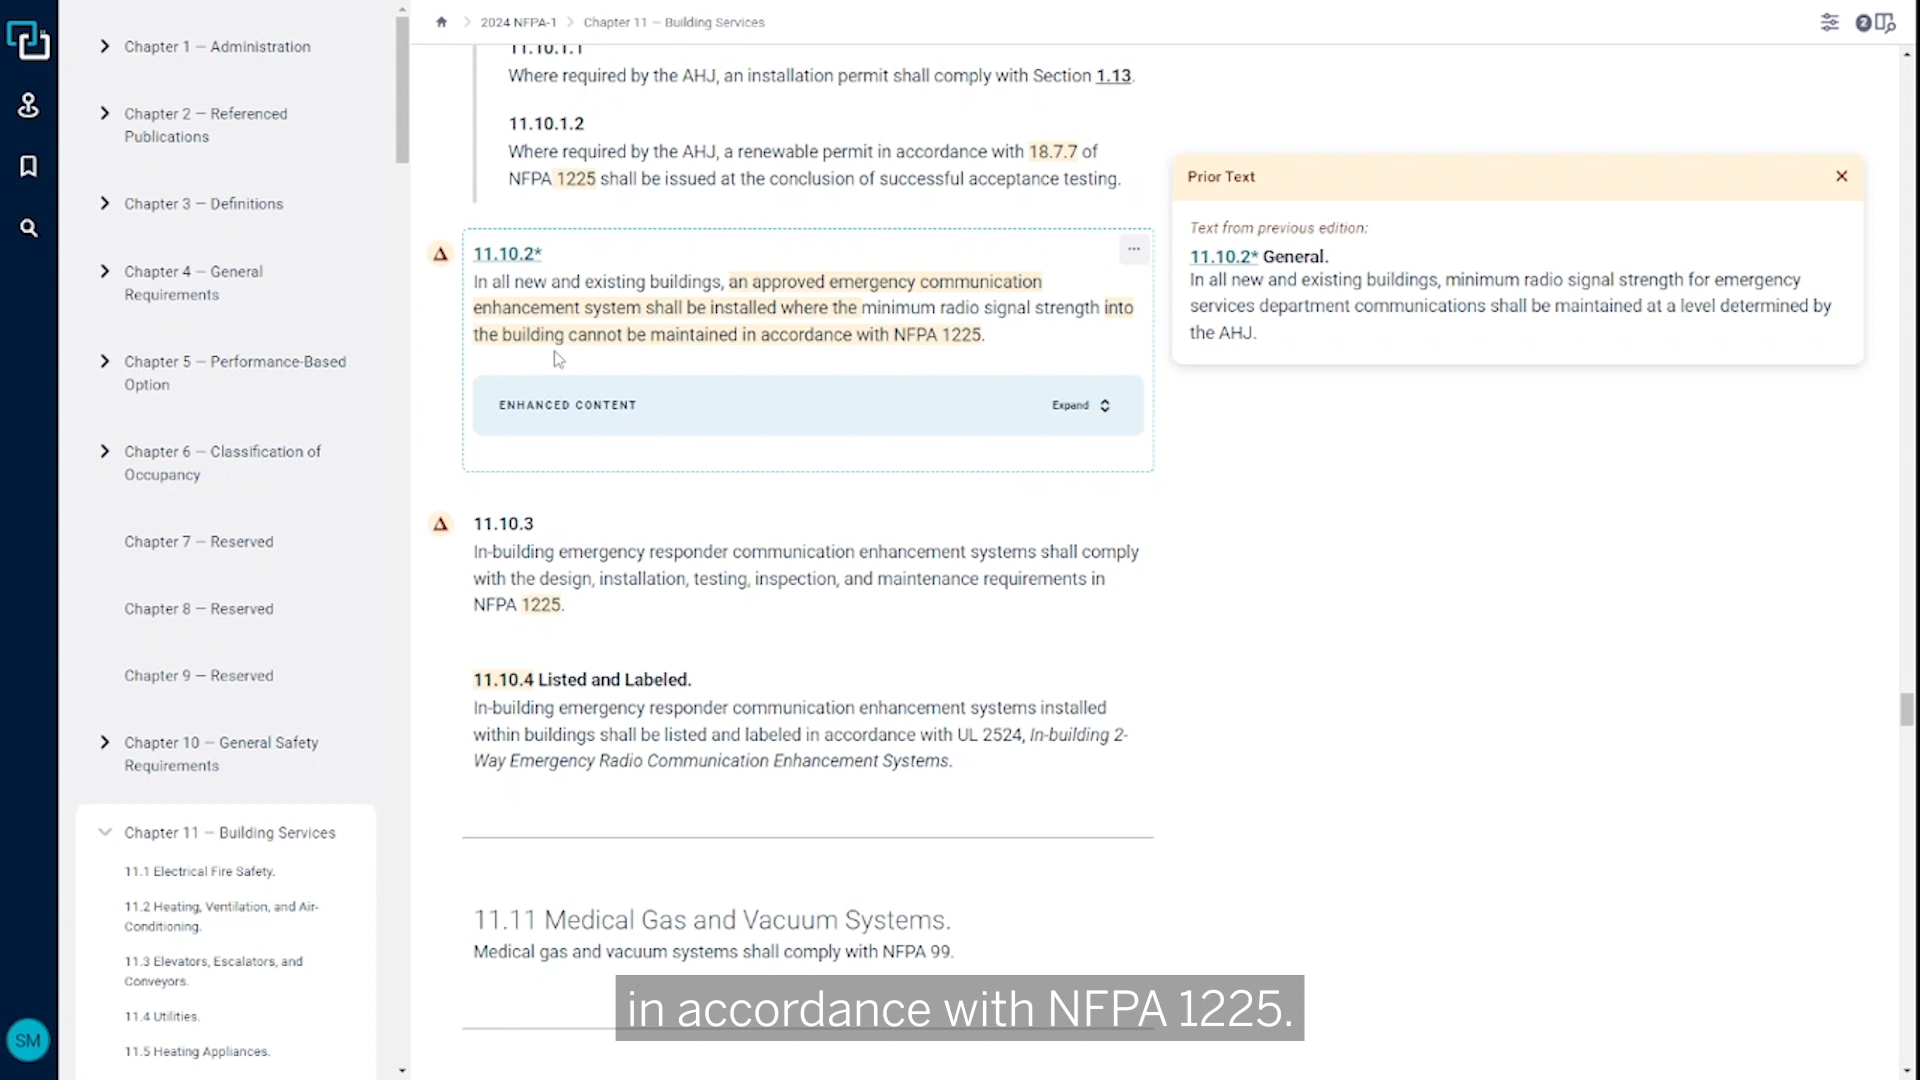 Chapter 1 — Administration
Chapter 2 — Referenced
Publications
Chapter 3 — Definitions
Chapter 4 — General
Requirements
Chapter 5 — Performance-Based
Option
Chapter 6 — Classification of
Occupancy
Chapter 7 — Reserved
Chapter 8 — Reserved
Chapter 9 — Reserved
Chapter 10 — General Safety
Requirements
Chapter 11 — Building Services
11.1 Electrical Fire Safety.
11.2 Heating, Ventilation, and Air-
Conditioning.
11.3 Elevators, Escalators, and
Conveyors.
11.4 Utilities.
11.5 Heating Appliances.
SM
2024 NFPA-1 > Chapter 11 — Building Services
2
11.10.1.1
Where required by the AHJ, an installation permit shall comply with Section 1.13.
11.10.1.2
Where required by the AHJ, a renewable permit in accordance with 18.7.7 of
NFPA 1225 shall be issued at the conclusion of successful acceptance testing.
Δ
11.10.2*
In all new and existing buildings, an approved emergency communication
enhancement system shall be installed where the minimum radio signal strength into
the building cannot be maintained in accordance with NFPA 1225.
ENHANCED CONTENT
Expand
Δ
11.10.3
In-building emergency responder communication enhancement systems shall comply
with the design, installation, testing, inspection, and maintenance requirements in
NFPA 1225.
11.10.4 Listed and Labeled.
In-building emergency responder communication enhancement systems installed
within buildings shall be listed and labeled in accordance with UL 2524, In-building 2-
Way Emergency Radio Communication Enhancement Systems.
11.11 Medical Gas and Vacuum Systems.
Medical gas and vacuum systems shall comply with NFPA 99.
Prior Text
Text from previous edition:
11.10.2* General.
In all new and existing buildings, minimum radio signal strength for emergency
services department communications shall be maintained at a level determined by
the AHJ.
in accordance with NFPA 1225.